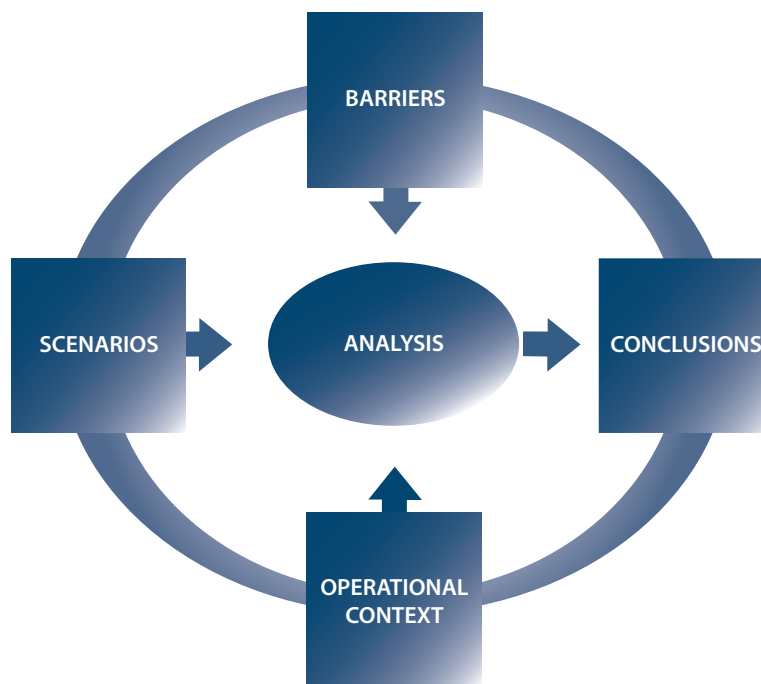 BARRIERS
SCENARIOS
ANALYSIS
CONCLUSIONS
OPERATIONAL
CONTEXT